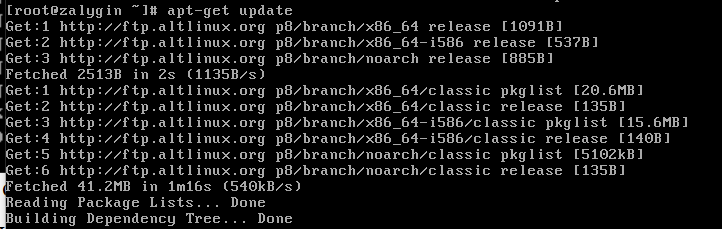 [root@zalygin ~]# apt-get update
Get:1 http://ftp.altlinux.org p8/branch/x86_64 release [1091B]
Get:2 http://ftp.altlinux.org p8/branch/x86_64-i586 release [537B]
Get:3 http://ftp.altlinux.org p8/branch/noarch release [885B]
Fetched 2513B in 2s (1135B/s)
Get:1 http://ftp.altlinux.org p8/branch/x86_64/classic pkglist [20.6MB]
Get:2 http://ftp.altlinux.org p8/branch/x86_64/classic release [135B]
Get:3 http://ftp.altlinux.org p8/branch/x86_64-i586/classic pkglist [15.6MB]
Get:4 http://ftp.altlinux.org p8/branch/x86_64-i586/classic release [140B]
Get:5 http://ftp.altlinux.org p8/branch/noarch/classic pkglist [5102kB]
Get:6 http://ftp.altlinux.org p8/branch/noarch/classic release [135B]
Fetched 41.2MB in 1m16s (540kB/s)
Reading Package Lists... Done
Building Dependency Tree... Done